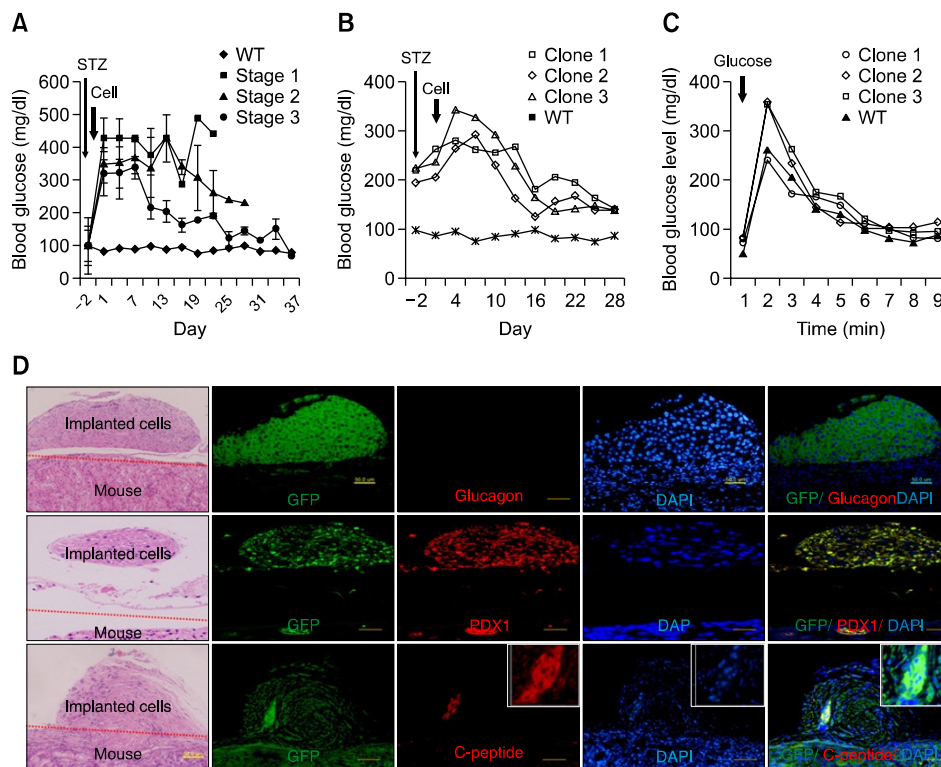 A
STZ
Cell
WT
Stage 1
Stage 2
Stage 3
Blood glucose (mg/dl)
600
500
400
300
200
100
0
−2 1 7 13 19 25 31 37
Day
B
STZ
Cell
Clone 1
Clone 2
Clone 3
WT
Blood glucose (mg/dl)
400
300
200
100
0
−2 4 10 16 22 28
Day
C
Glucose
Clone 1
Clone 2
Clone 3
WT
Blood glucose level (mg/dl)
400
300
200
100
0
1 2 3 4 5 6 7 8 9
Time (min)
D
Implanted cells
Mouse
GFP
Glucagon
DAPI
50.0 μm
GFP/ GlucagonDAPI
Implanted cells
Mouse
GFP
PDX1
DAP
GFP/ PDX1/ DAPI
Implanted cells
Mouse
GFP
C-peptide
DAPI
GFP/ C-peptide/DAPI